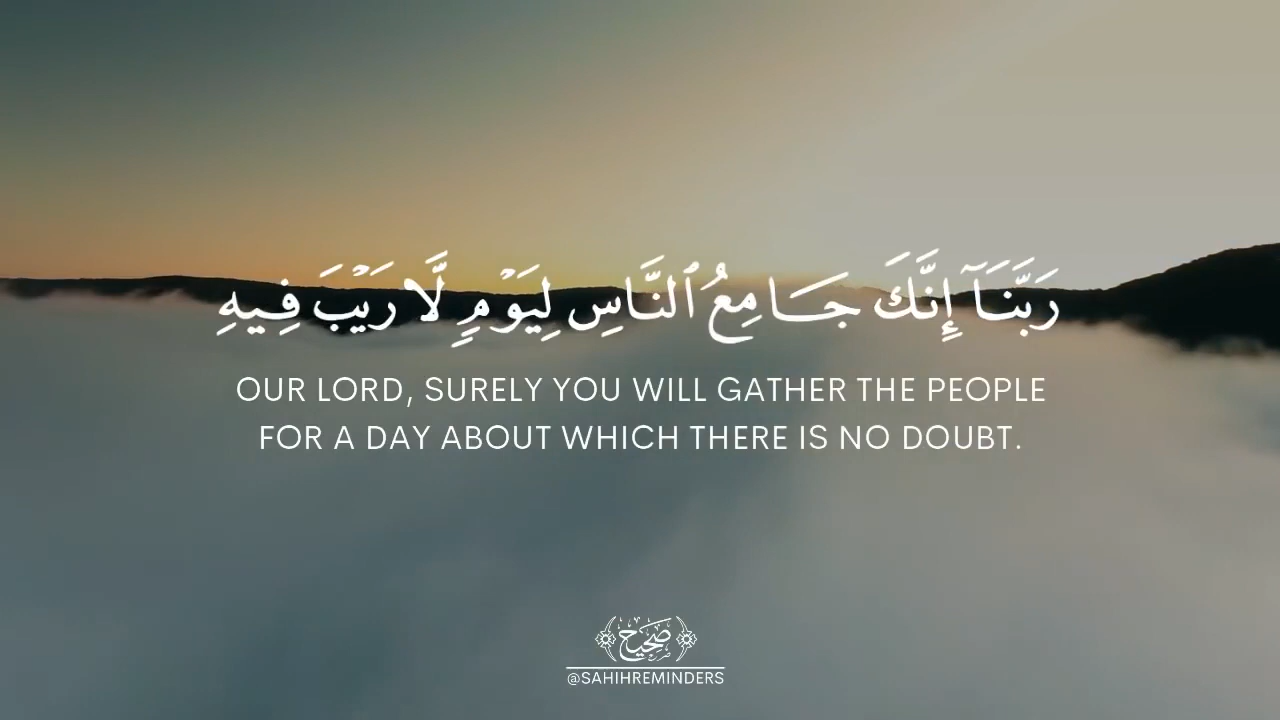 رَبَّنَآ إِنَّكَ جَامِعُ ٱلنَّاسِ لِيَوْمٍ لَّا رَيْبَ فِيهِ
OUR LORD, SURELY YOU WILL GATHER THE PEOPLE
FOR A DAY ABOUT WHICH THERE IS NO DOUBT.
صَحِيح
@SAHIHREMINDERS